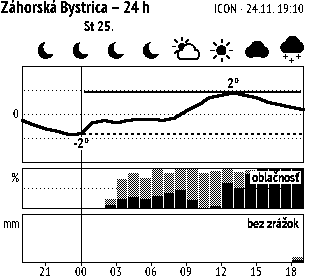 Záhorská Bystrica – 24 h
ICON · 24.11. 19:10
St 25.
2°
0
-2°
%
oblačnosť
mm
bez zrážok
21 00 03 06 09 12 15 18